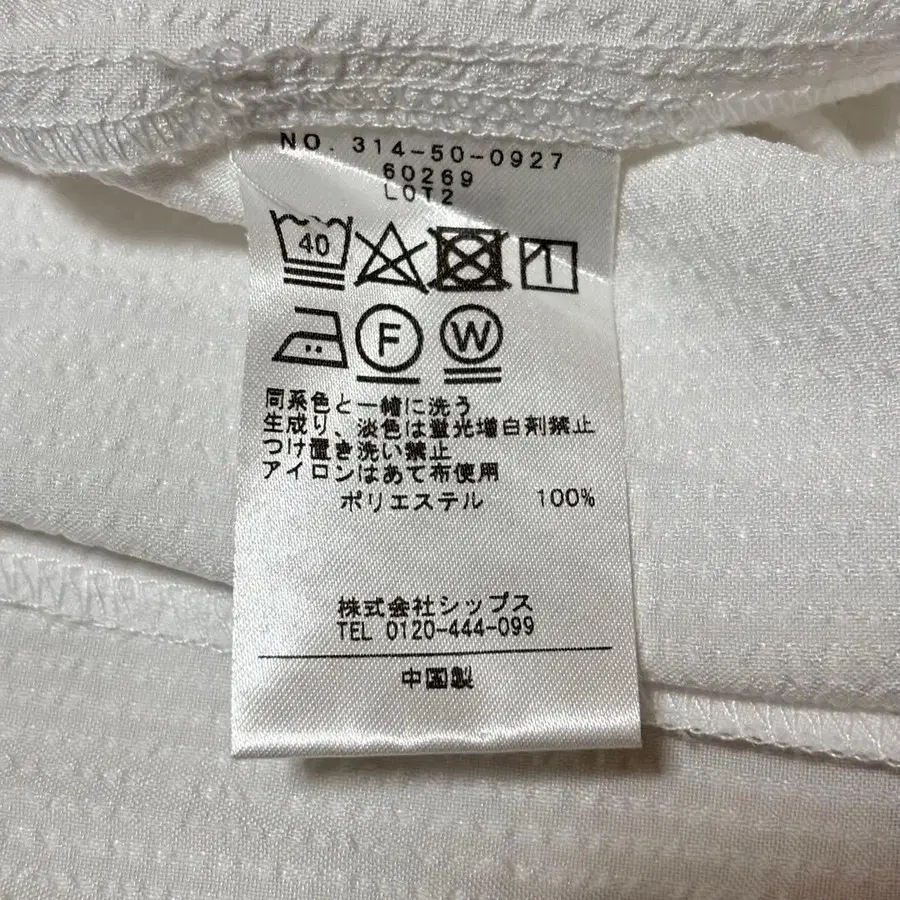 NO. 314-50-0927
60269
LOT2
40
F
W
同系色と一緒に洗う
生成り、淡色は蛍光増白剤禁止
つけ置き洗い禁止
アイロンはあて布使用
ポリエステル 100%
株式会社シップス
TEL 0120-444-099
中国製